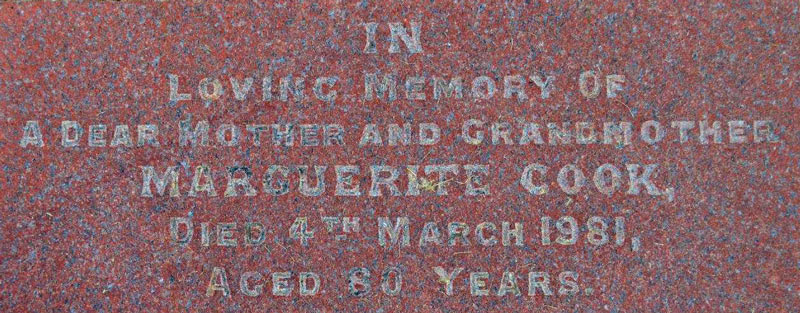 IN
LOVING MEMORY OF
A DEAR MOTHER AND GRANDMOTHER
MARGUERITE COOK,
DIED 4TH MARCH 1981,
AGED 80 YEARS.